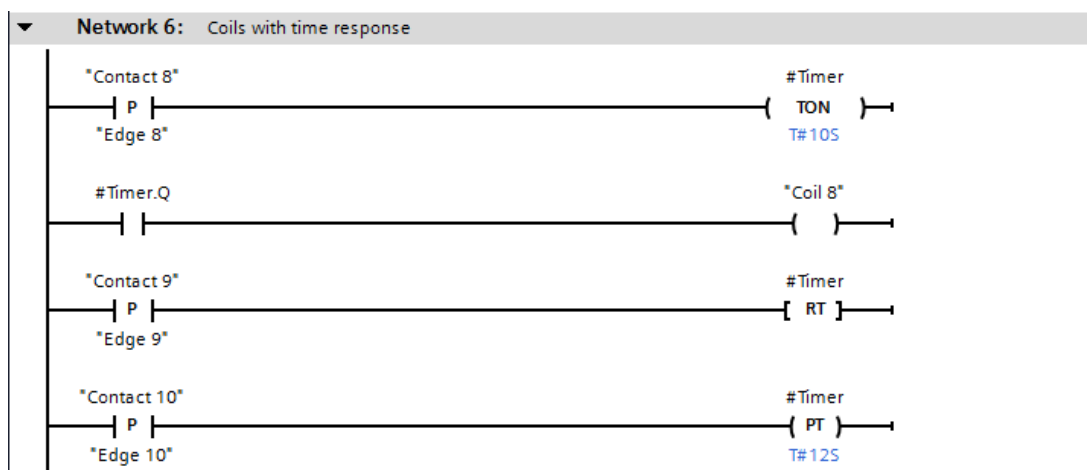 Network 6: Coils with time response
"Contact 8" #Timer
P TON
"Edge 8" T#10S
#Timer.Q "Coil 8"
"Contact 9" #Timer
P RT
"Edge 9"
"Contact 10" #Timer
P PT
"Edge 10" T#12S